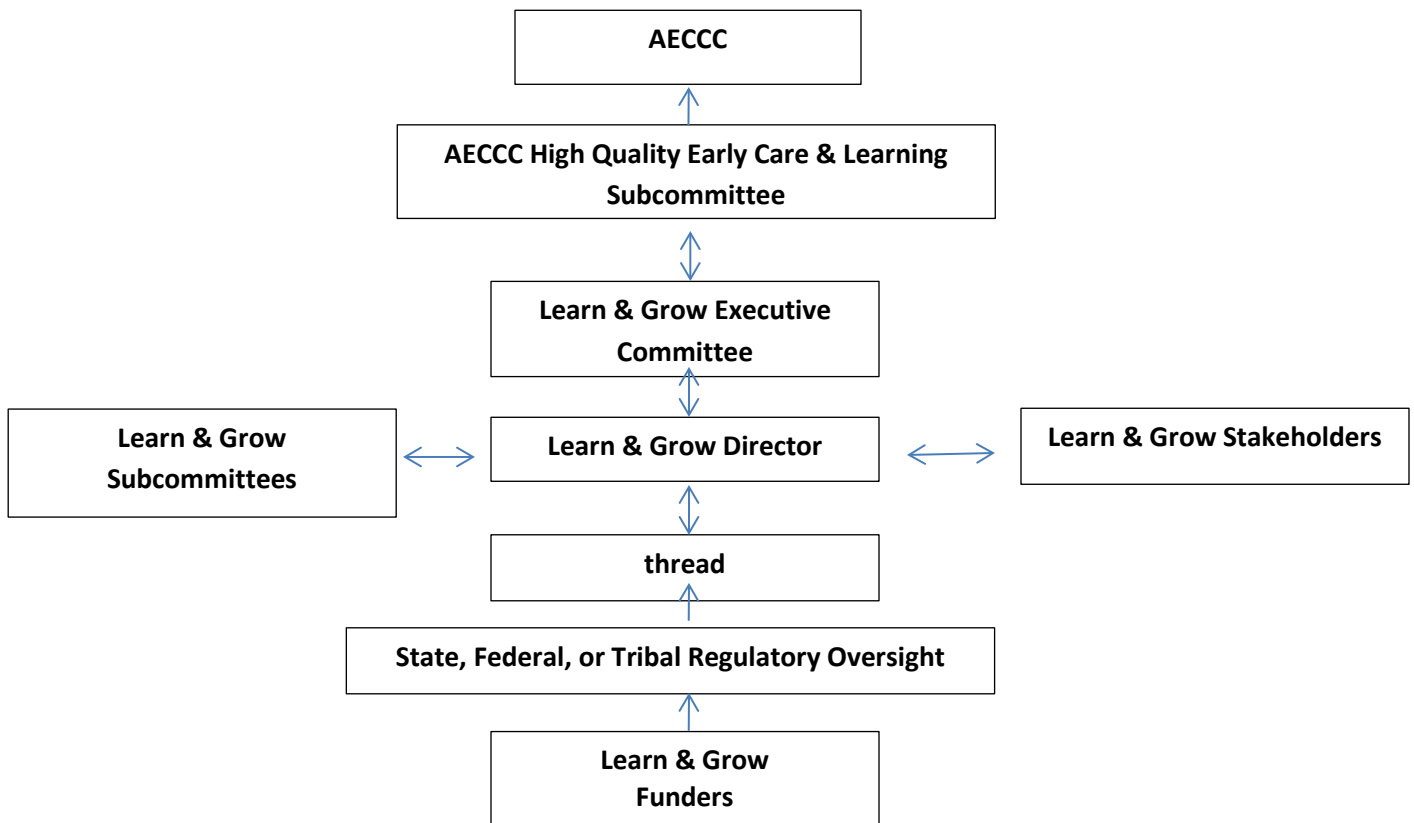 AECCC
AECCC High Quality Early Care & Learning
Subcommittee
Learn & Grow Executive
Committee
Learn & Grow
Subcommittees
Learn & Grow Director
Learn & Grow Stakeholders
thread
State, Federal, or Tribal Regulatory Oversight
Learn & Grow
Funders